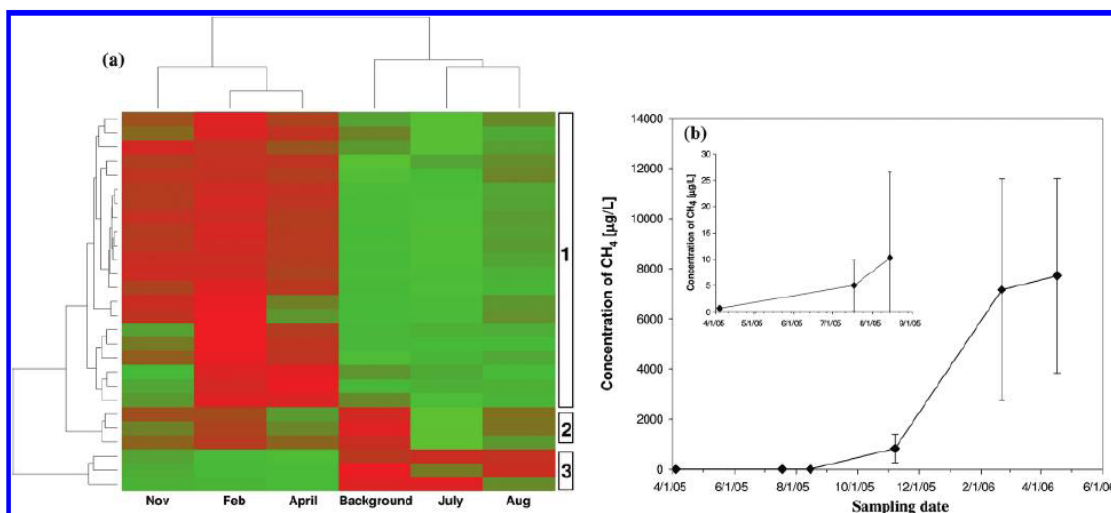 (a)
1
2
3
Nov Feb April Background July Aug
(b)
Concentration of CH4 [µg/L]
14000
12000
10000
8000
6000
4000
2000
0
4/1/05 6/1/05 8/1/05 10/1/05 12/1/05 2/1/06 4/1/06 6/1/06
Sampling date
Concentration of CH4 [µg/L]
30
25
20
15
10
5
0
4/1/05 5/1/05 6/1/05 7/1/05 8/1/05 9/1/05